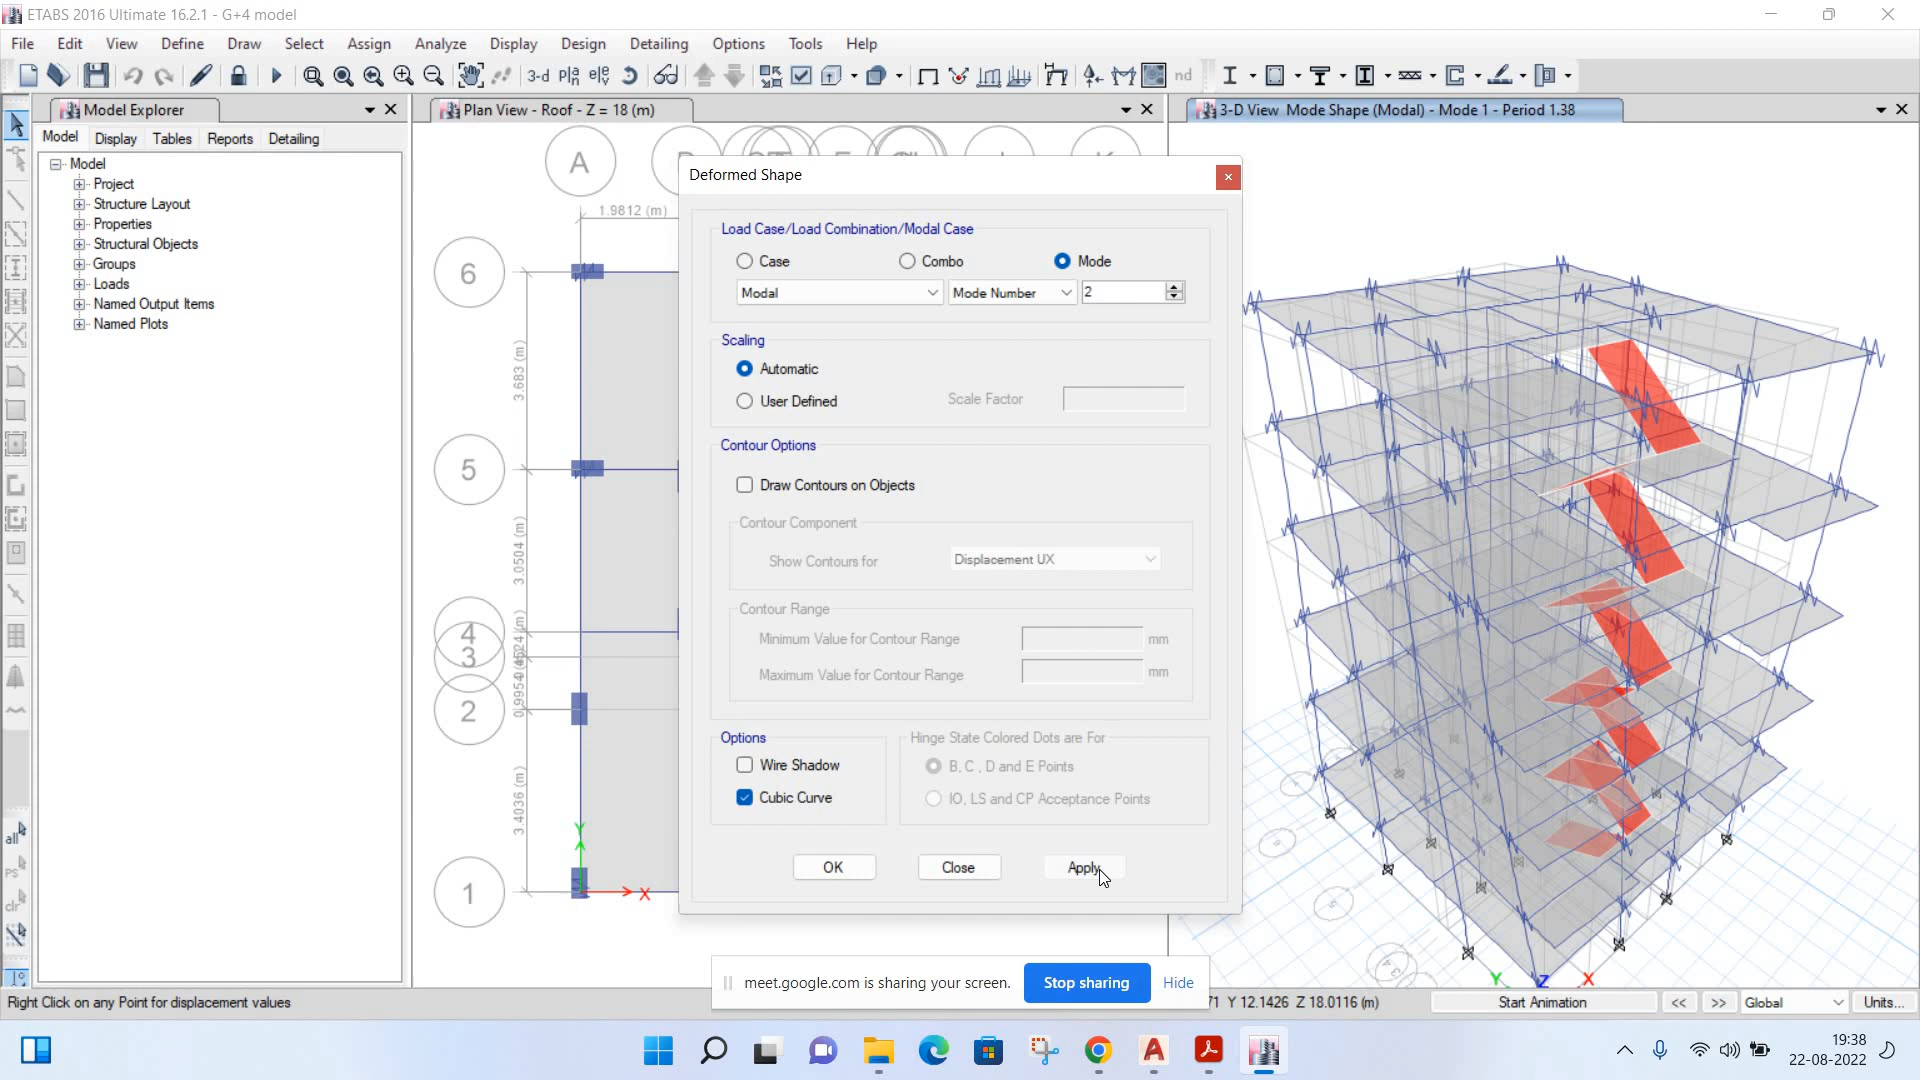 ETABS 2016 Ultimate 16.2.1 - G+4 model
File Edit View Define Draw Select Assign Analyze Display Design Detailing Options Tools Help
3-d Pla ele nd
Model Explorer
Plan View - Roof - Z = 18 (m)
3-D View Mode Shape (Modal) - Mode 1 - Period 1.38
Model Display Tables Reports Detailing
Model
Project
Structure Layout
Properties
Structural Objects
Groups
Loads
Named Output Items
Named Plots
A
1.9812 (m)
6
3.683 (m)
5
3.0504 (m)
4
3
2
3.4036 (m)
1
Y
X
Deformed Shape
Load Case/Load Combination/Modal Case
Case Combo Mode
Modal Mode Number 2
Scaling
Automatic
User Defined Scale Factor
Contour Options
Draw Contours on Objects
Contour Component
Show Contours for Displacement UX
Contour Range
Minimum Value for Contour Range mm
Maximum Value for Contour Range mm
Options
Wire Shadow
Cubic Curve
Hinge State Colored Dots are For
B, C , D and E Points
IO, LS and CP Acceptance Points
OK Close Apply
Y Z X
all
ps
clr
meet.google.com is sharing your screen. Stop sharing Hide
Right Click on any Point for displacement values
71 Y 12.1426 Z 18.0116 (m) Start Animation << >> Global Units...
19:38
22-08-2022